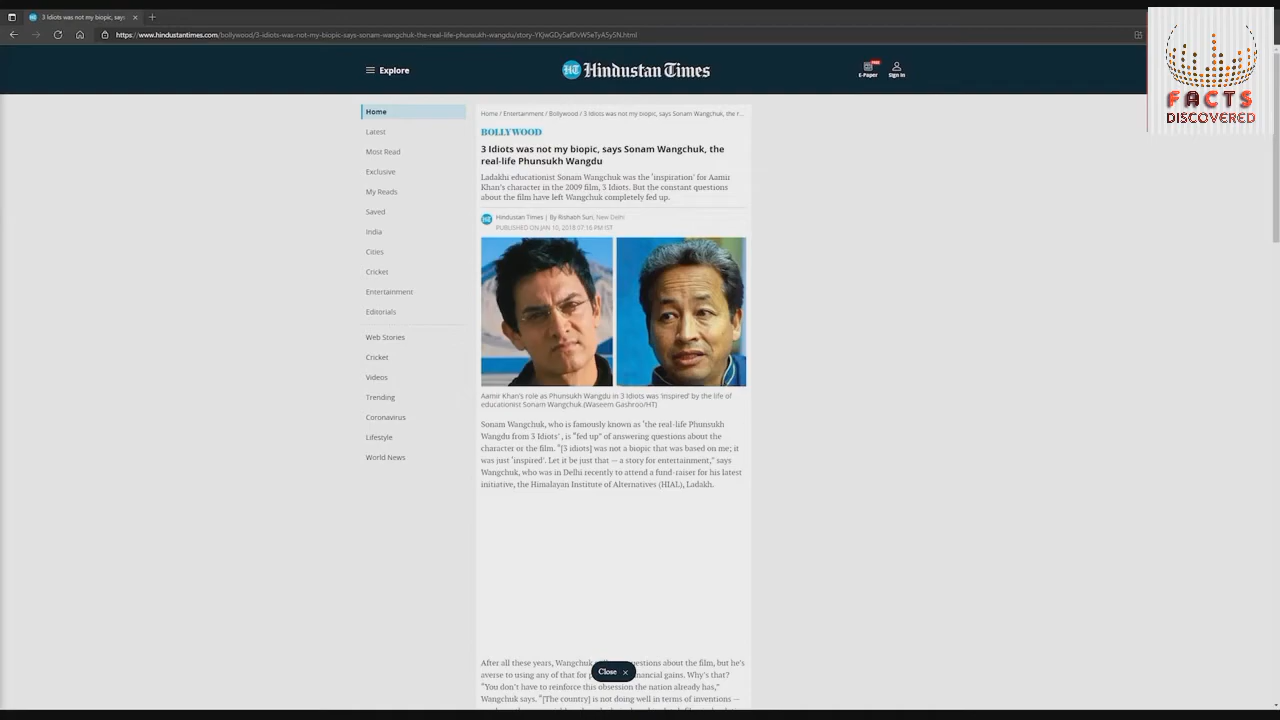 3 Idiots was not my biopic, says
https://www.hindustantimes.com/bollywood/3-idiots-was-not-my-biopic-says-sonam-wangchuk-the-real-life-phunsukh-wangdu/story-YKjwGDySafDvW5eTyA5ySN.html
FACTS
DISCOVERED
Explore
HT Hindustan Times
E-Paper
Sign In
Home
Latest
Most Read
Exclusive
My Reads
Saved
India
Cities
Cricket
Entertainment
Editorials
Web Stories
Cricket
Videos
Trending
Coronavirus
Lifestyle
World News
Home / Entertainment / Bollywood / 3 Idiots was not my biopic, says Sonam Wangchuk, the r...
BOLLYWOOD
3 Idiots was not my biopic, says Sonam Wangchuk, the
real-life Phunsukh Wangdu
Ladakhi educationist Sonam Wangchuk was the 'inspiration' for Aamir
Khan's character in the 2009 film, 3 Idiots. But the constant questions
about the film have left Wangchuk completely fed up.
HT
Hindustan Times | By Rishabh Suri, New Delhi
PUBLISHED ON JAN 10, 2018 07:16 PM IST
Aamir Khan's role as Phunsukh Wangdu in 3 Idiots was 'inspired' by the life of
educationist Sonam Wangchuk.(Waseem Gashroo/HT)
Sonam Wangchuk, who is famously known as 'the real-life Phunsukh
Wangdu from 3 Idiots' , is "fed up" of answering questions about the
character or the film. "[3 idiots] was not a biopic that was based on me; it
was just 'inspired'. Let it be just that — a story for entertainment," says
Wangchuk, who was in Delhi recently to attend a fund-raiser for his latest
initiative, the Himalayan Institute of Alternatives (HIAL), Ladakh.
After all these years, Wangchuk questions about the film, but he's
averse to using any of that for financial gains. Why's that?
Close
"You don't have to reinforce this obsession the nation already has,"
Wangchuk says. "[The country] is not doing well in terms of inventions —